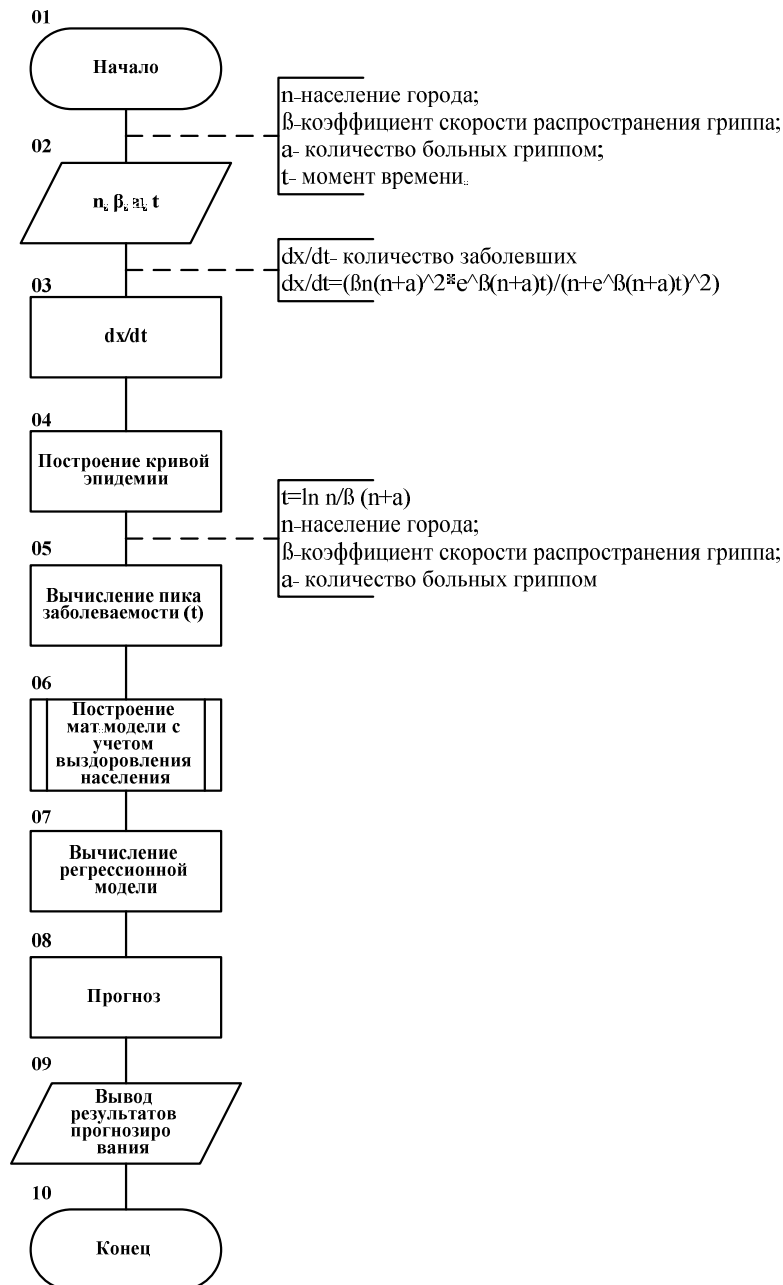 01
Начало
n-население города;
ß-коэффициент скорости распространения гриппа;
a- количество больных гриппом;
t- момент времени.
02
n, β, a, t
dx/dt- количество заболевших
dx/dt=(ßn(n+a)^2*e^ß(n+a)t)/(n+e^ß(n+a)t)^2)
03
dx/dt
04
Построение кривой
эпидемии
t=ln n/ß (n+a)
n-население города;
ß-коэффициент скорости распространения гриппа;
a- количество больных гриппом
05
Вычисление пика
заболеваемости (t)
06
Построение
мат.модели с
учетом
выздоровления
населения
07
Вычисление
регрессионной
модели
08
Прогноз
09
Вывод
результатов
прогнозиро
вания
10
Конец